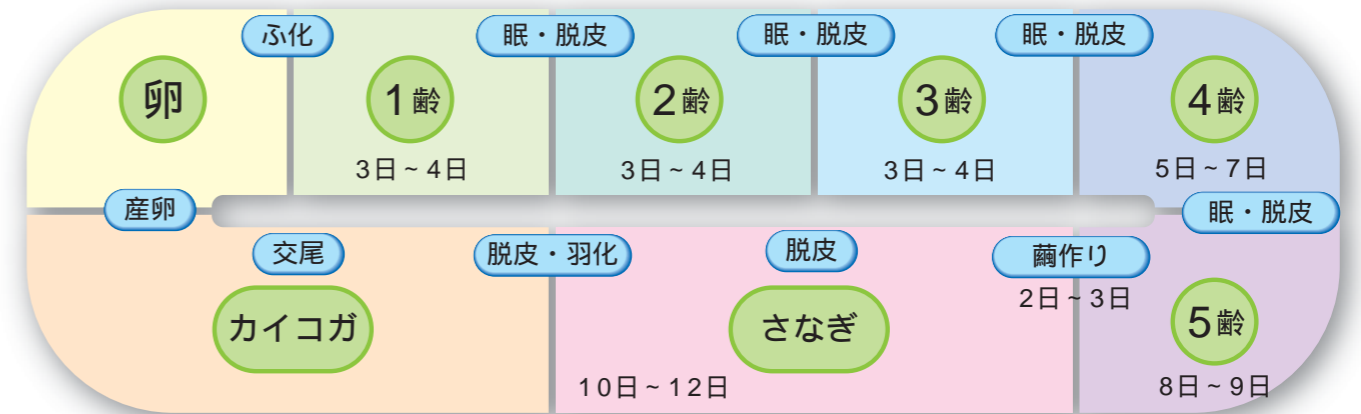 ふ化
眠・脱皮
眠・脱皮
眠・脱皮
卵
1齢
2齢
3齢
4齢
3日~4日
3日~4日
3日~4日
5日~7日
産卵
眠・脱皮
交尾
脱皮・羽化
脱皮
繭作り
2日~3日
カイコガ
さなぎ
5齢
10日~12日
8日~9日